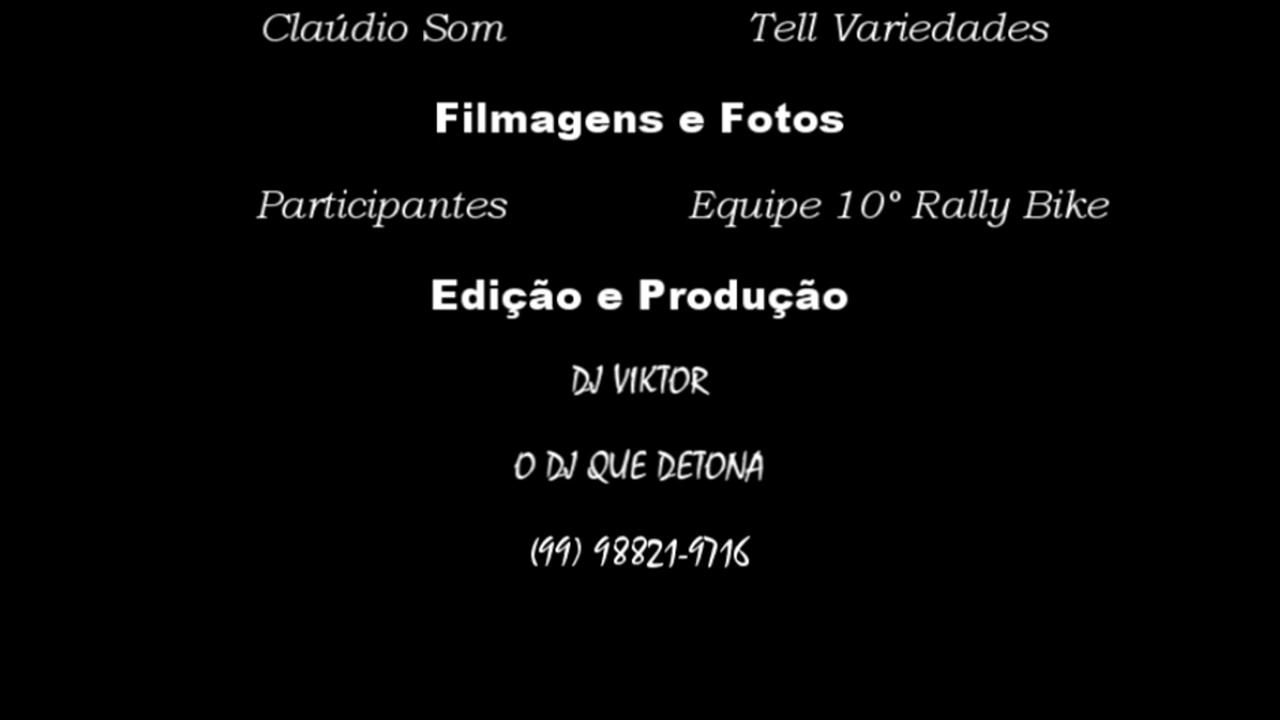 Claúdio Som Tell Variedades
Filmagens e Fotos
Participantes Equipe 10° Rally Bike
Edição e Produção
DJ VIKTOR
O DJ QUE DETONA
(99) 98821-9716